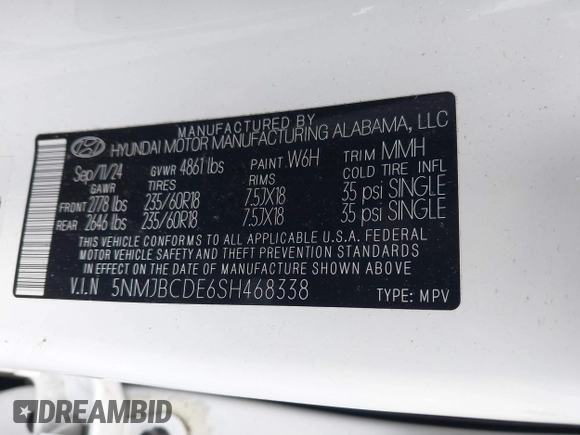 MANUFACTURED BY
HYUNDAI MOTOR MANUFACTURING ALABAMA, LLC
Sep/11/24 GVWR 4861 lbs PAINT W6H TRIM MMH
GAWR TIRES RIMS COLD TIRE INFL
FRONT 2778 lbs 235/60R18 7.5JX18 35 psi SINGLE
REAR 2646 lbs 235/60R18 7.5JX18 35 psi SINGLE
THIS VEHICLE CONFORMS TO ALL APPLICABLE U.S.A. FEDERAL
MOTOR VEHICLE SAFETY AND THEFT PREVENTION
STANDARDS IN EFFECT ON THE DATE OF MANUFACTURE SHOWN ABOVE
V.I.N 5NMJBCDE6SH468338 TYPE: MPV
DREAMBID